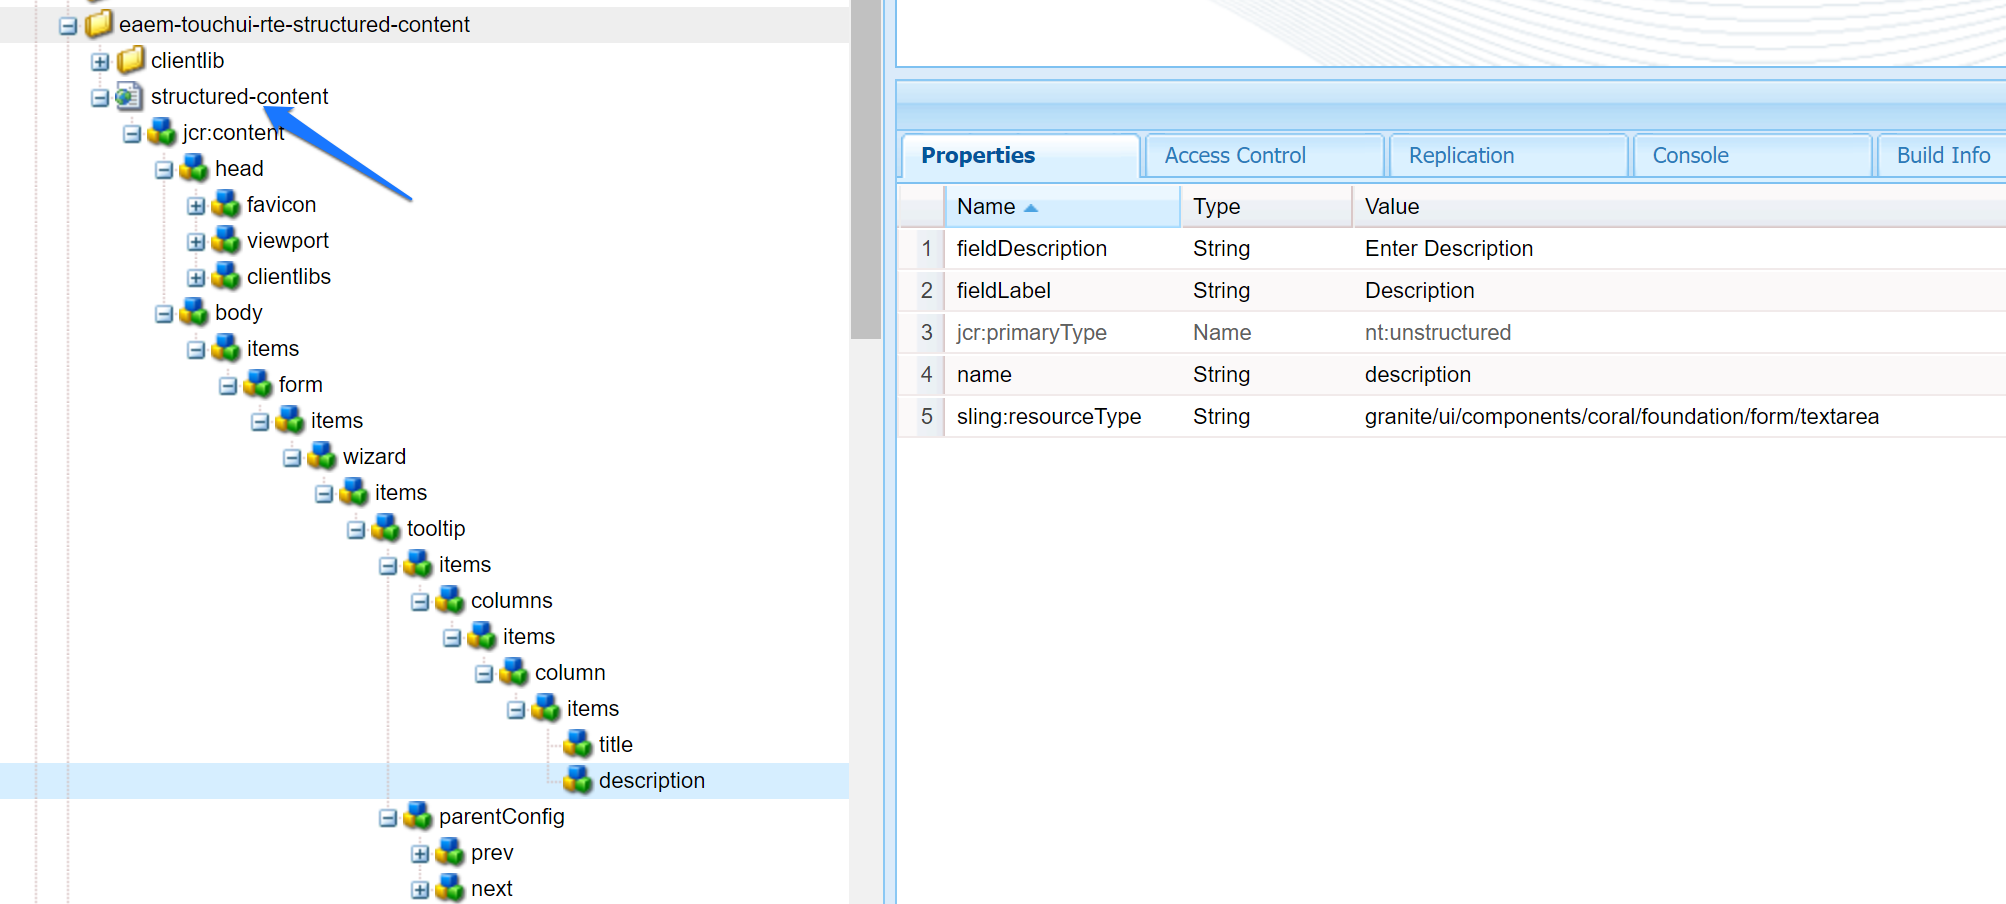 eaem-touchui-rte-structured-content
clientlib
structured-content
jcr:content
head
favicon
viewport
clientlibs
body
items
form
items
wizard
items
tooltip
items
columns
items
column
items
title
description
parentConfig
prev
next
Properties Access Control Replication Console Build Info
Name Type Value
1 fieldDescription String Enter Description
2 fieldLabel String Description
3 jcr:primaryType Name nt:unstructured
4 name String description
5 sling:resourceType String granite/ui/components/coral/foundation/form/textarea